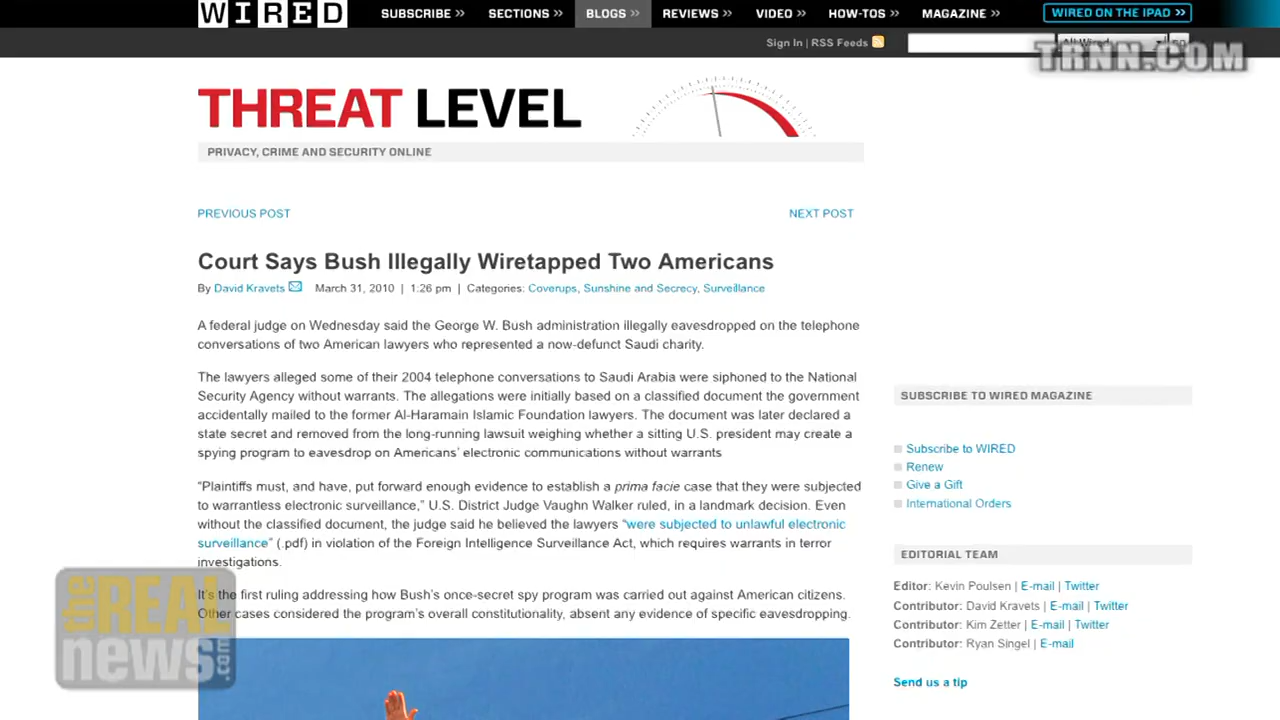 WIRED SUBSCRIBE >> SECTIONS >> BLOGS >> REVIEWS >> VIDEO >> HOW-TOS >> MAGAZINE >> WIRED ON THE IPAD >>
Sign In | RSS Feeds All Wired
TRNN.COM
THREAT LEVEL
PRIVACY, CRIME AND SECURITY ONLINE
PREVIOUS POST NEXT POST
Court Says Bush Illegally Wiretapped Two Americans
By David Kravets March 31, 2010 | 1:26 pm | Categories: Coverups, Sunshine and Secrecy, Surveillance
A federal judge on Wednesday said the George W. Bush administration illegally eavesdropped on the telephone
conversations of two American lawyers who represented a now-defunct Saudi charity.
The lawyers alleged some of their 2004 telephone conversations to Saudi Arabia were siphoned to the National
Security Agency without warrants. The allegations were initially based on a classified document the government
accidentally mailed to the former Al-Haramain Islamic Foundation lawyers. The document was later declared a
state secret and removed from the long-running lawsuit weighing whether a sitting U.S. president may create a
spying program to eavesdrop on Americans' electronic communications without warrants
“Plaintiffs must, and have, put forward enough evidence to establish a prima facie case that they were subjected
to warrantless electronic surveillance,” U.S. District Judge Vaughn Walker ruled, in a landmark decision. Even
without the classified document, the judge said he believed the lawyers “were subjected to unlawful electronic
surveillance” (.pdf) in violation of the Foreign Intelligence Surveillance Act, which requires warrants in terror
investigations.
It's the first ruling addressing how Bush's once-secret spy program was carried out against American citizens.
Other cases considered the program's overall constitutionality, absent any evidence of specific eavesdropping.
SUBSCRIBE TO WIRED MAGAZINE
Subscribe to WIRED
Renew
Give a Gift
International Orders
EDITORIAL TEAM
Editor: Kevin Poulsen | E-mail | Twitter
Contributor: David Kravets | E-mail | Twitter
Contributor: Kim Zetter | E-mail | Twitter
Contributor: Ryan Singel | E-mail
Send us a tip
the REAL
news.com